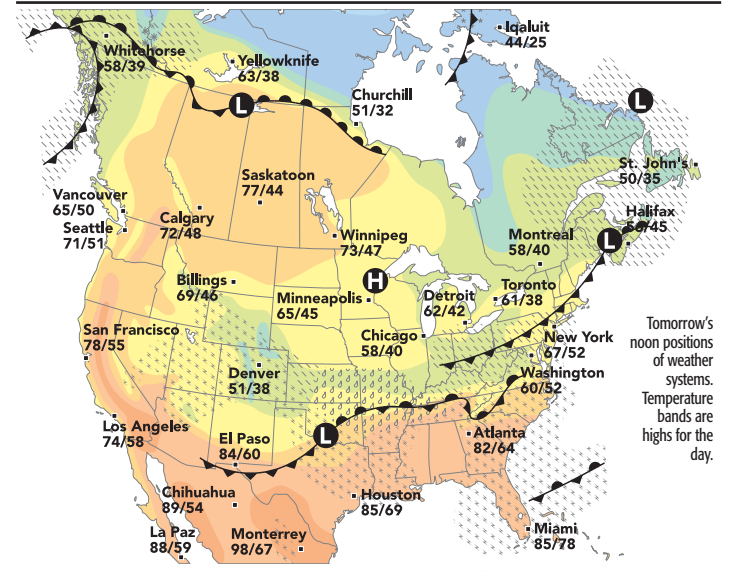 Iqaluit
44/25
Whitehorse
58/39
Yellowknife
63/38
Churchill
51/32
L
L
St. John's
50/35
Saskatoon
77/44
Vancouver
65/50
Seattle
71/51
Calgary
72/48
Winnipeg
73/47
Montreal
58/40
Halifax
/45
L
H
Billings
69/46
Minneapolis
65/45
Detroit
62/42
Toronto
61/38
San Francisco
78/55
Chicago
58/40
New York
67/52
Denver
51/38
Washington
60/52
Los Angeles
74/58
El Paso
84/60
L
Atlanta
82/64
Chihuahua
89/54
Houston
85/69
La Paz
88/59
Monterrey
98/67
Miami
85/78
Tomorrow's
noon positions
of weather
systems.
Temperature
bands are
highs for the
day.